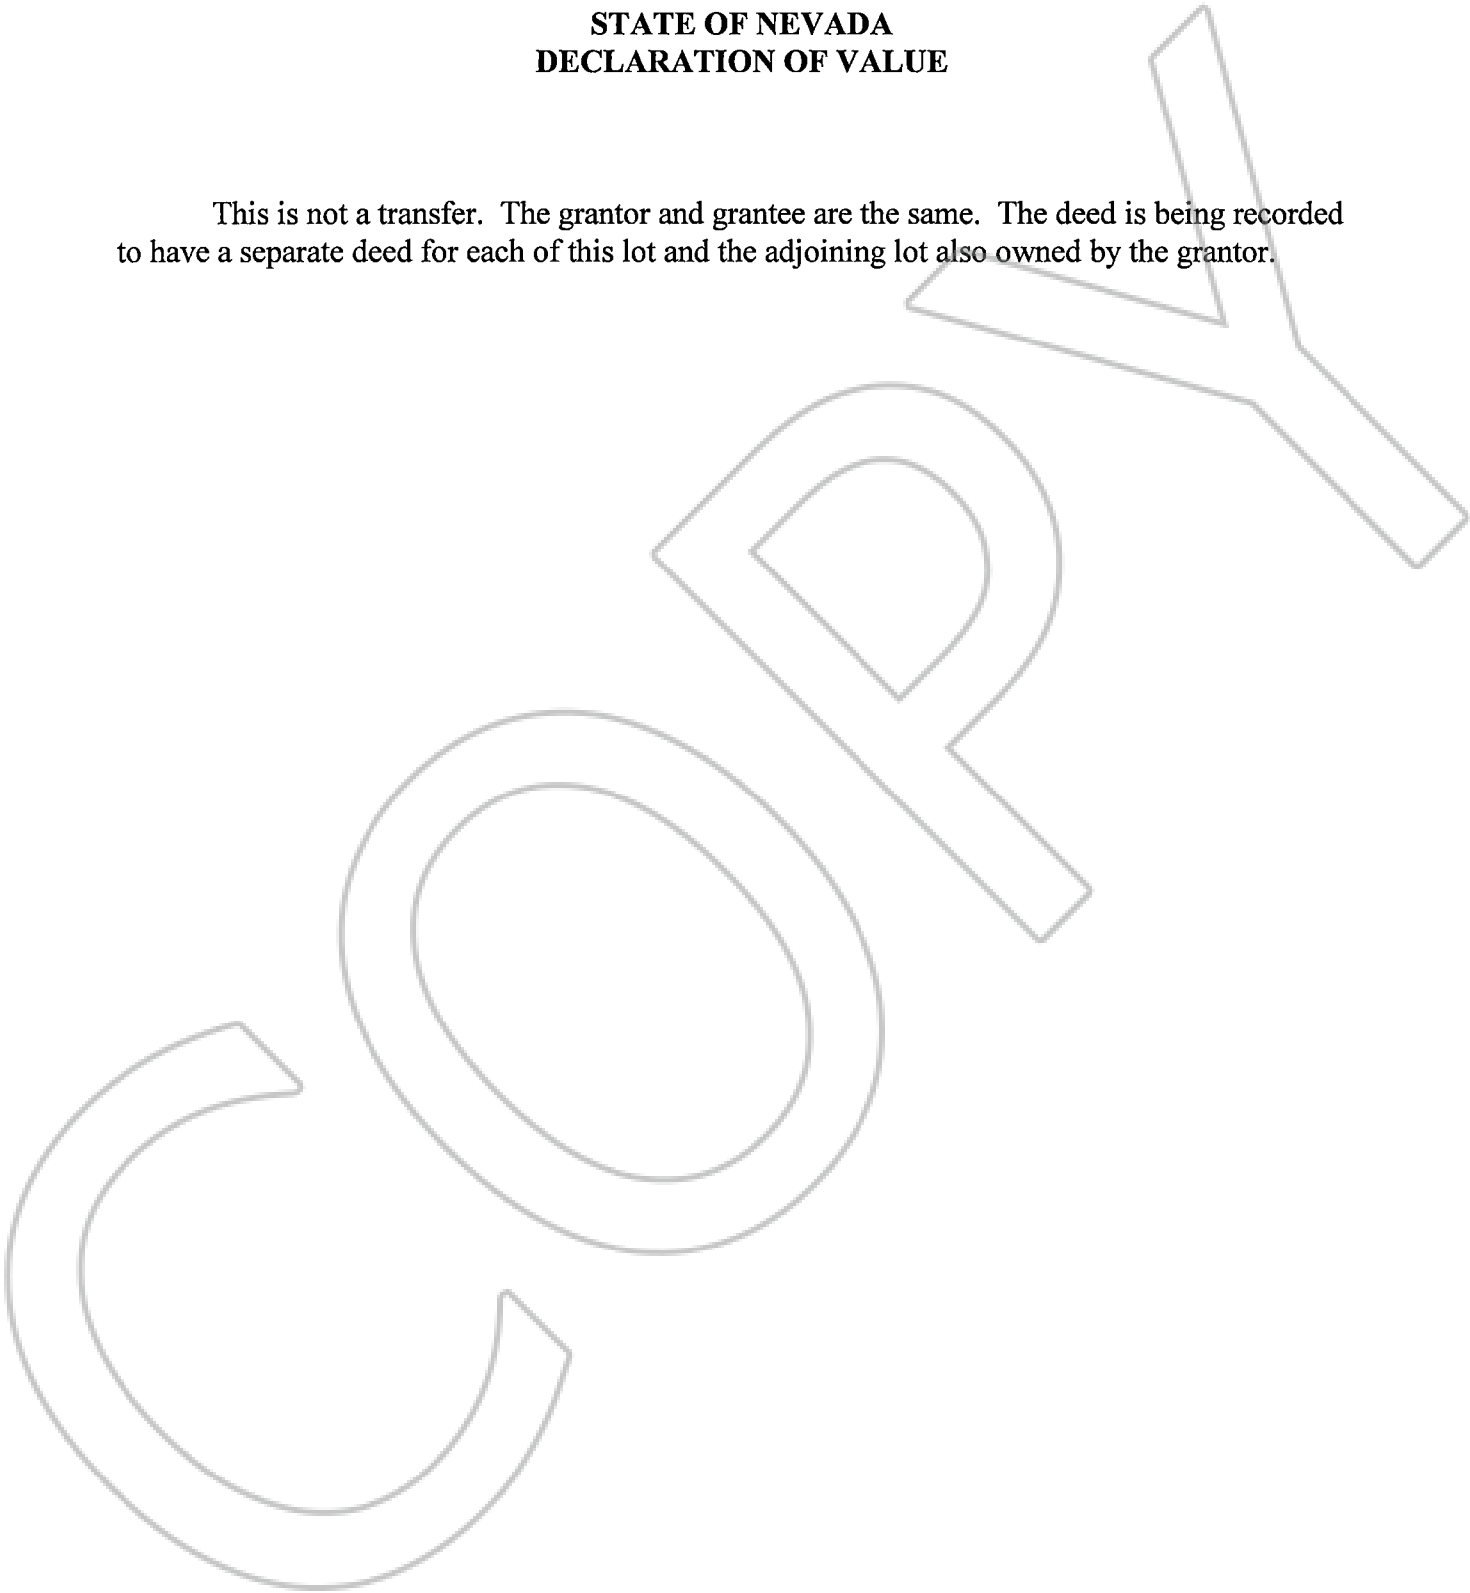 STATE OF NEVADA
DECLARATION OF VALUE
This is not a transfer. The grantor and grantee are the same. The deed is being recorded
to have a separate deed for each of this lot and the adjoining lot also owned by the grantor.
COPY